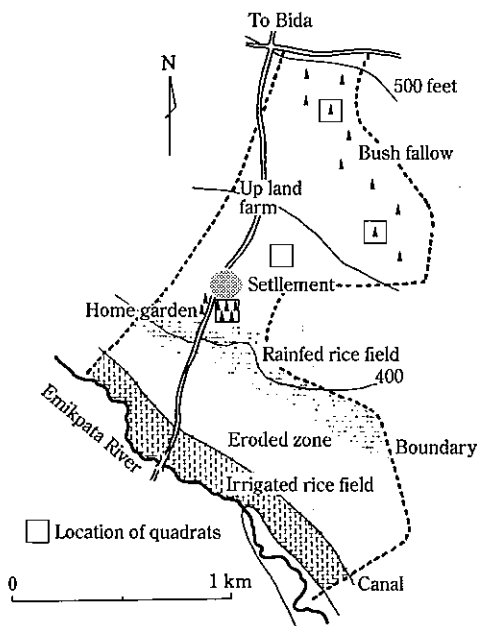 To Bida
N
500 feet
Bush fallow
Up land
farm
Setllement
Home garden
Rainfed rice field
400
Emikpata River
Eroded zone
Boundary
Irrigated rice field
Location of quadrats
0 1 km
Canal